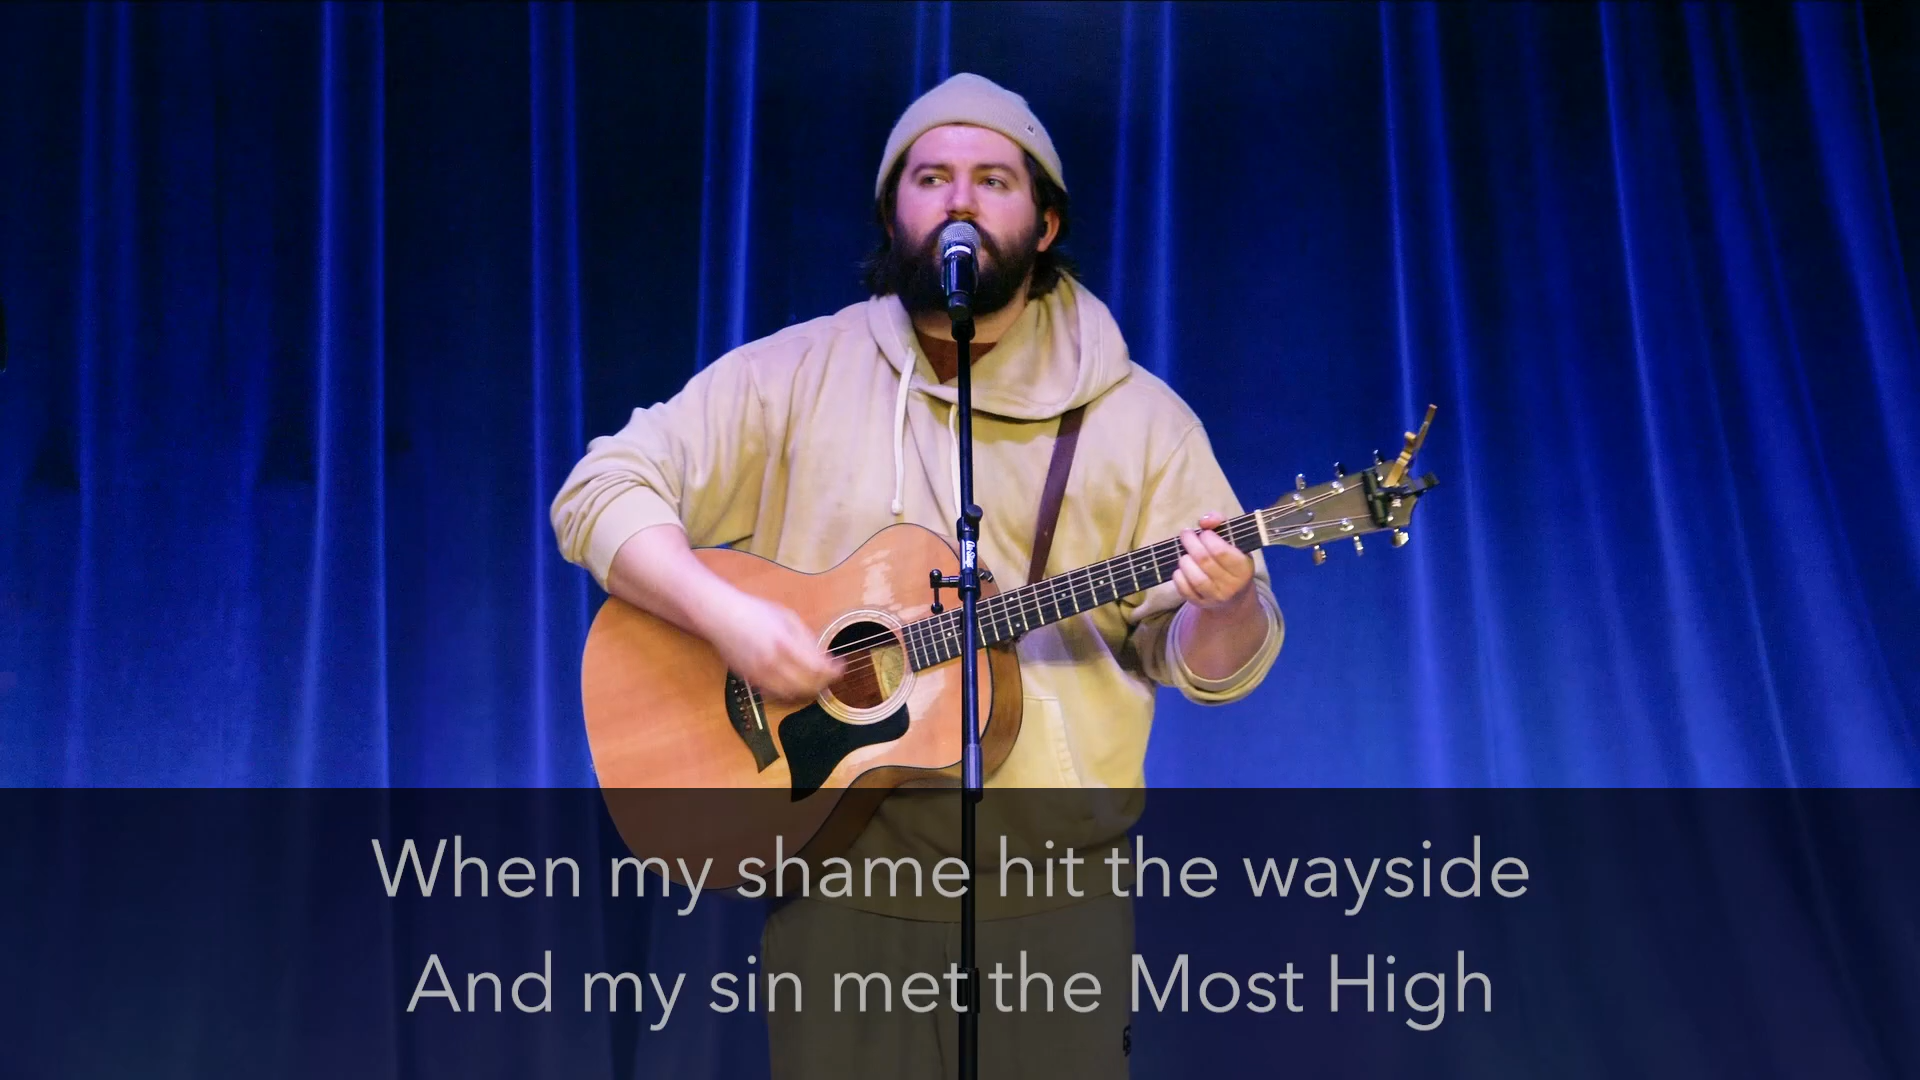 When my shame hit the wayside
And my sin met the Most High